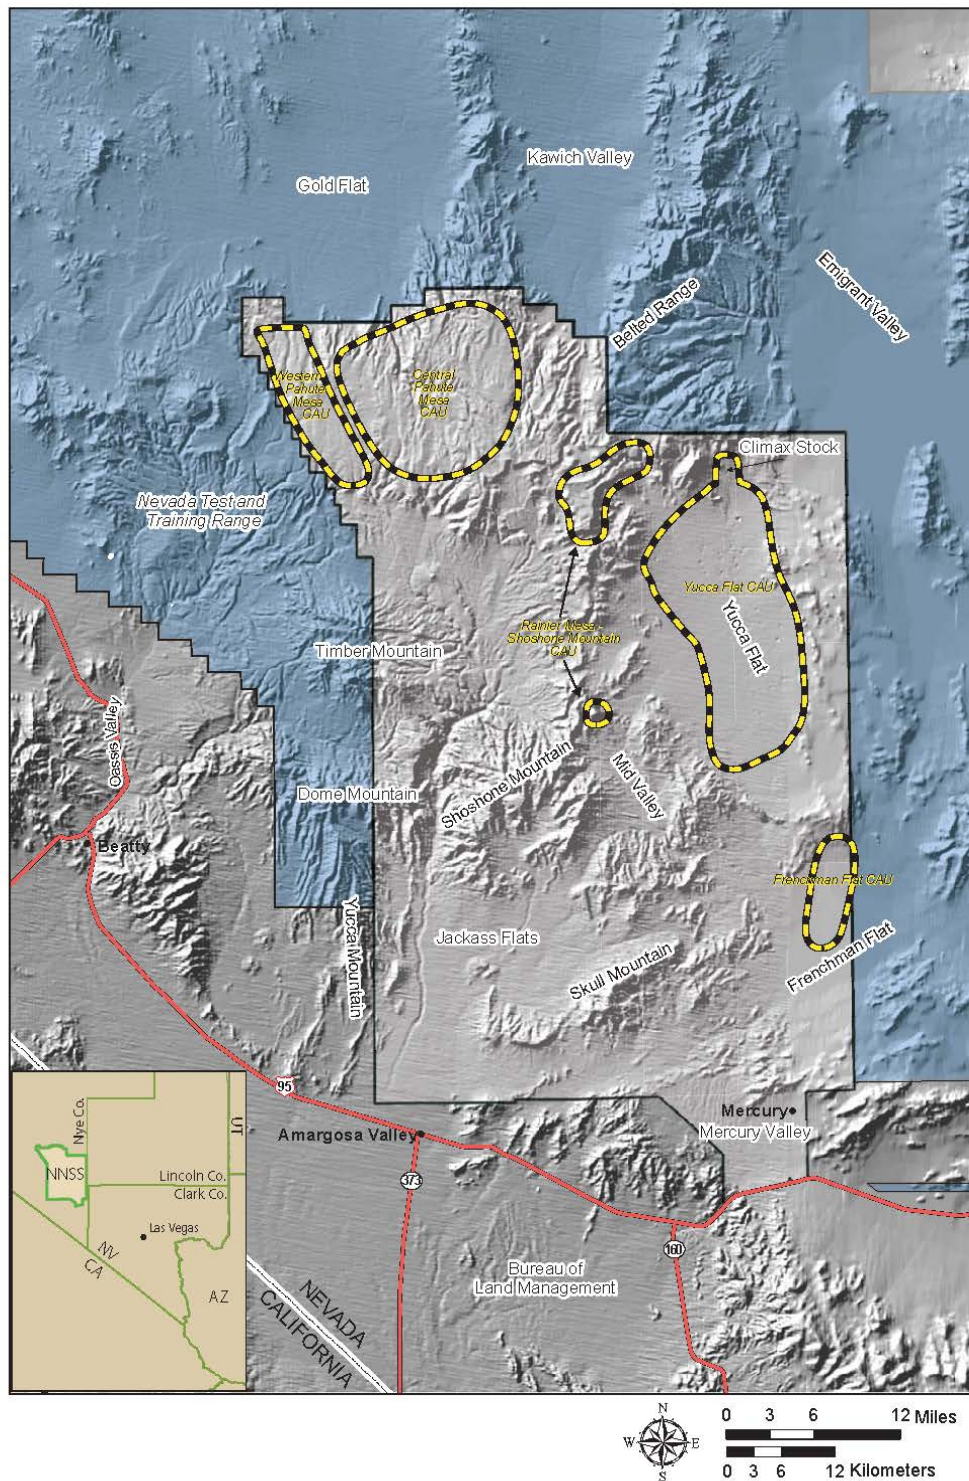 Kawich Valley
Gold Flat
Emigrant Valley
Belted Range
Western
Pahute
Mesa
CAU
Central
Pahute
Mesa
CAU
Climax Stock
Nevada Test and
Training Range
Yucca Flat CAU
Yucca Flat
Rainier Mesa -
Shoshone Mountain
CAU
Timber Mountain
Oasis Valley
Shoshone Mountain
Mid Valley
Dome Mountain
Beatty
Frenchman Flat CAU
Yucca Mountain
Jackass Flats
Skull Mountain
Frenchman Flat
95
Mercury
Mercury Valley
Amargosa Valley
373
160
Bureau of
Land Management
NEVADA
CALIFORNIA
Nye Co.
UT
NNSS
Lincoln Co.
Clark Co.
Las Vegas
NV
CA
AZ
N
W E
S
0 3 6 12 Miles
0 3 6 12 Kilometers